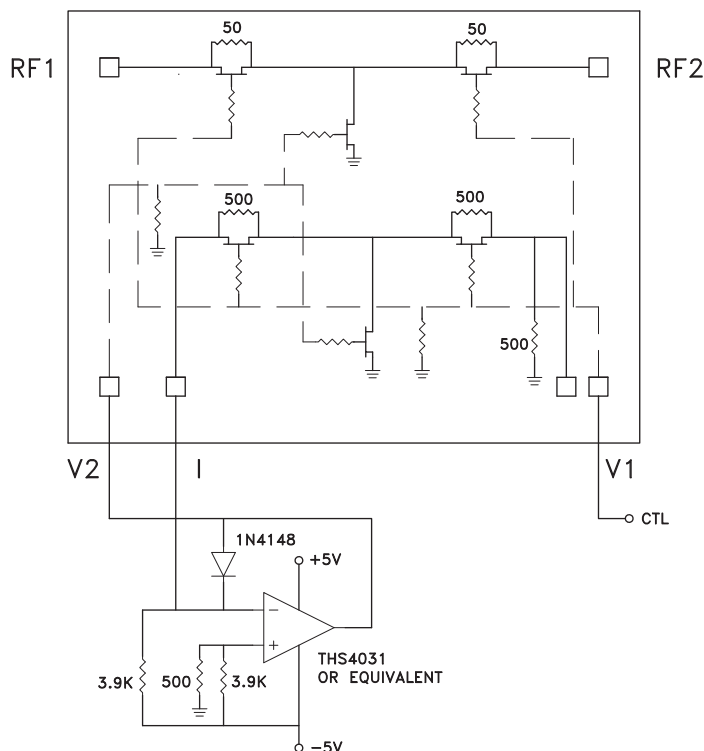 50
50
RF1
RF2
500
500
500
V2
I
V1
CTL
1N4148
+5V
−
+
THS4031
OR EQUIVALENT
3.9K
500
3.9K
−5V